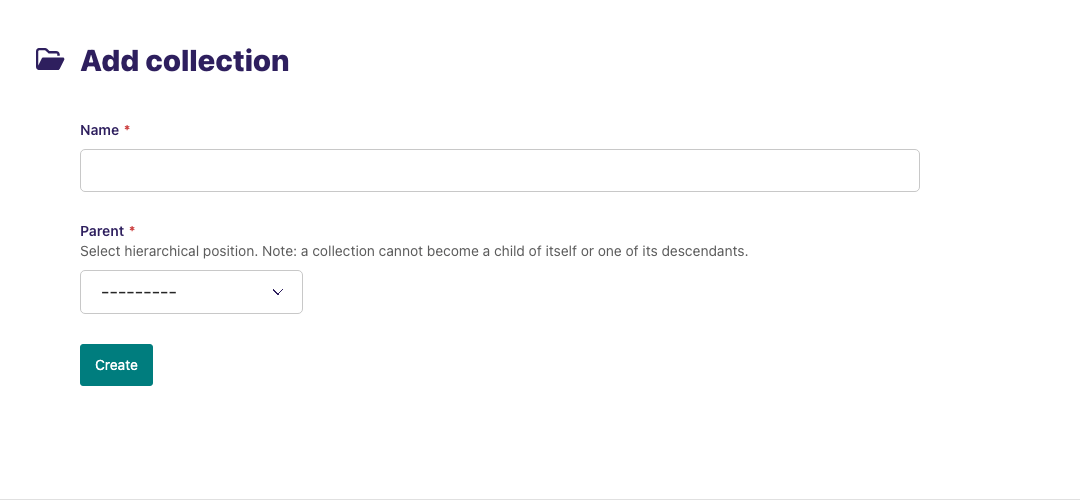 Add collection
Name *
Parent *
Select hierarchical position. Note: a collection cannot become a child of itself or one of its descendants.
---------
Create